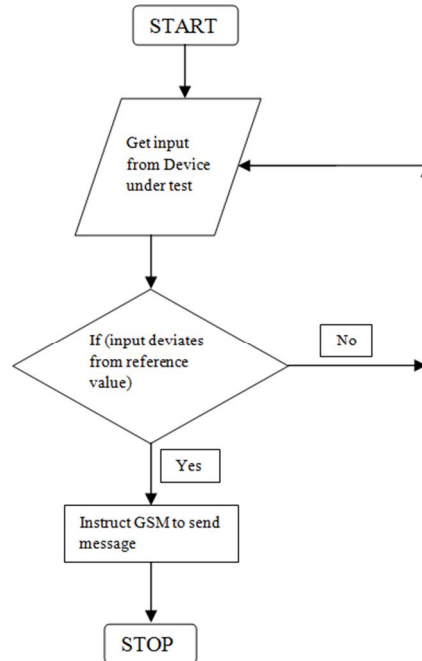 START
Get input
from Device
under test
If (input deviates
from reference
value)
No
Yes
Instruct GSM to send
message
STOP